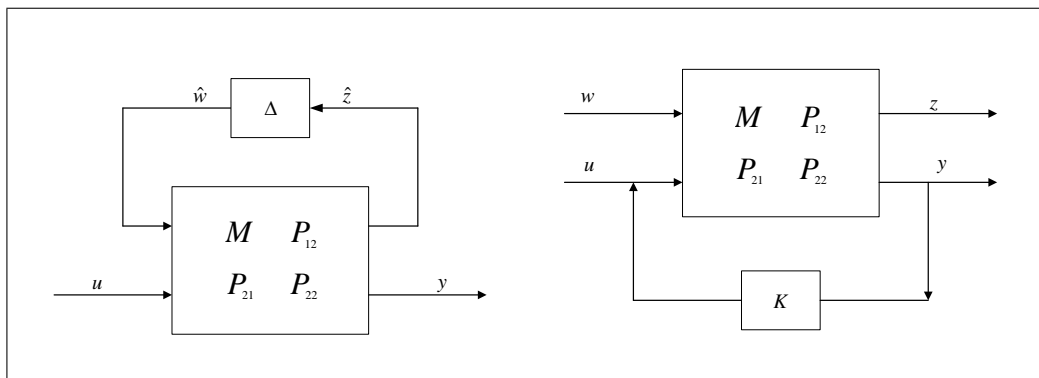 ŵ
Δ
ẑ
M P₁₂
P₂₁ P₂₂
u
y
w
u
M P₁₂
P₂₁ P₂₂
z
y
K